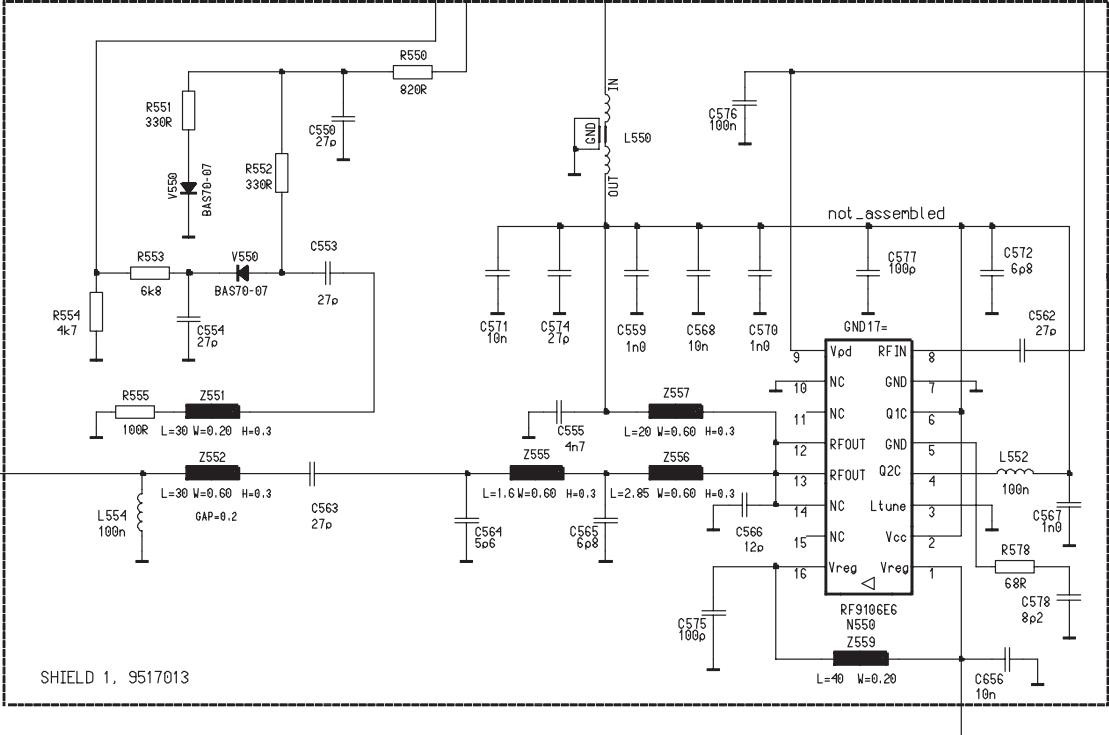 R550
820R
R551
330R
C550
27p
R552
330R
V550
BAS70-07
IN
GND
L550
OUT
C576
100n
not_assembled
R553
6k8
V550
BAS70-07
C553
27p
R554
4k7
C554
27p
C571
10n
C574
27p
C559
1n0
C568
10n
C570
1n0
C577
100p
C572
6p8
C562
27p
GND17=
9 Vpd RFIN 8
10 NC GND 7
11 NC Q1C 6
12 RFOUT GND 5
13 RFOUT Q2C 4
14 NC Ltune 3
15 NC Vcc 2
16 Vreg Vreg 1
RF9106E6
N550
R555
100R
Z551
L=30 W=0.20 H=0.3
C555
4n7
Z557
L=20 W=0.60 H=0.3
Z552
L=30 W=0.60 H=0.3
GAP=0.2
L554
100n
C563
27p
Z555
L=1.6 W=0.60 H=0.3
Z556
L=2.85 W=0.60 H=0.3
C564
5p6
C565
6p8
C566
12p
L552
100n
C567
1n0
R578
68R
C578
8p2
C575
100p
Z559
L=40 W=0.20
C656
10n
SHIELD 1, 9517013